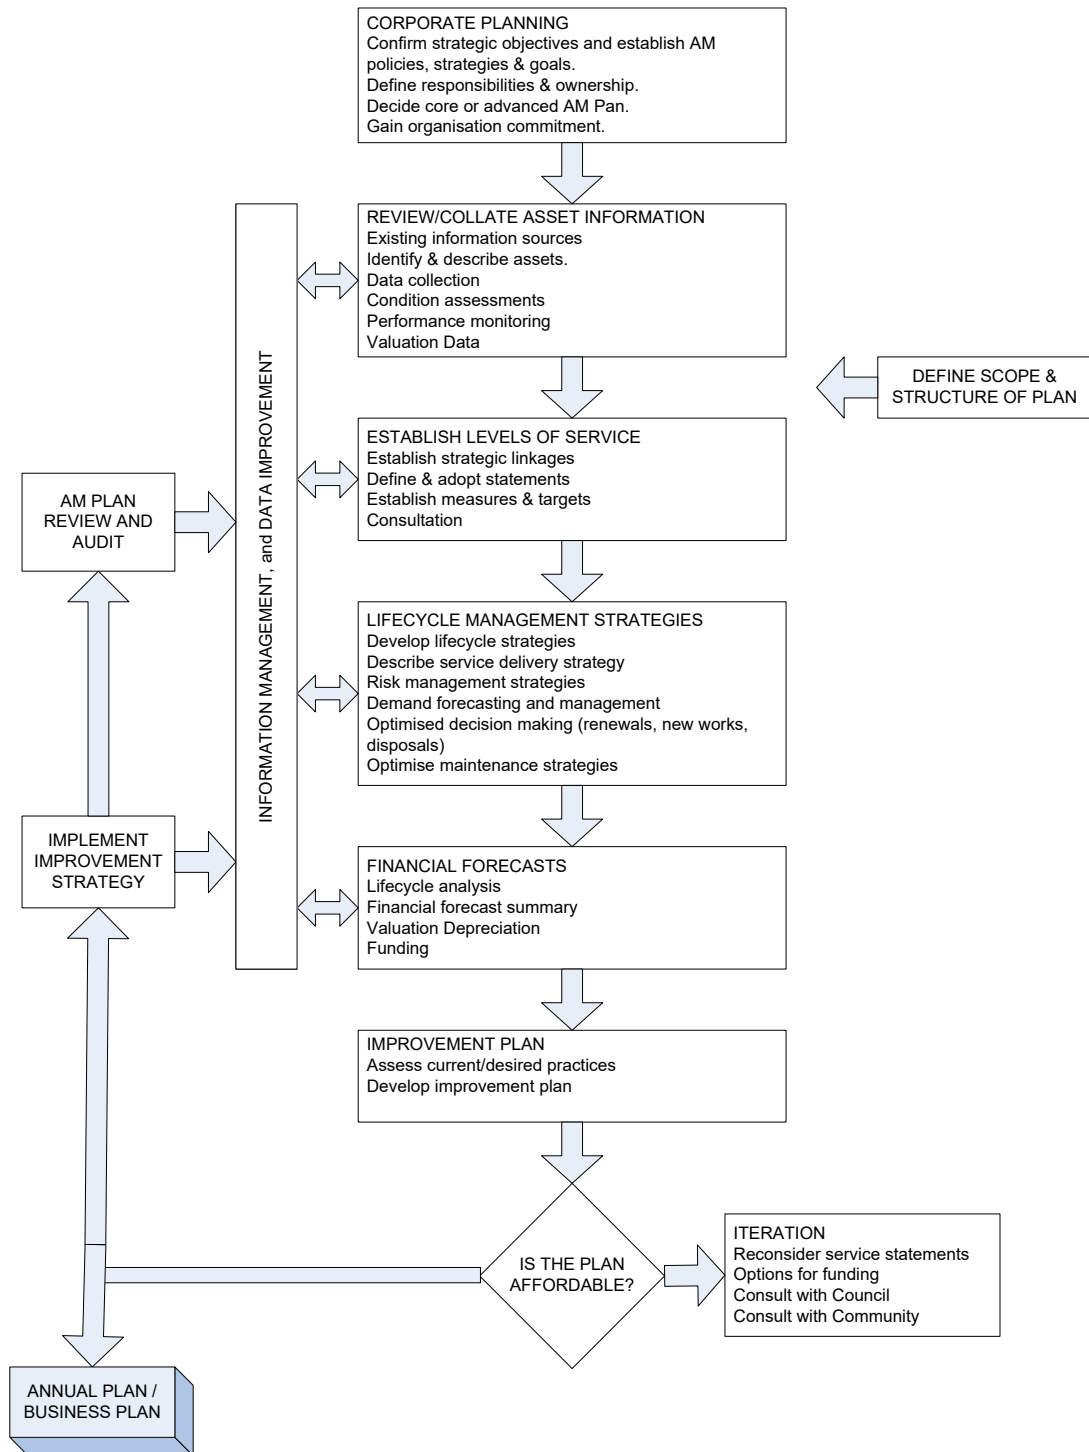 CORPORATE PLANNING
Confirm strategic objectives and establish AM
policies, strategies & goals.
Define responsibilities & ownership.
Decide core or advanced AM Pan.
Gain organisation commitment.
REVIEW/COLLATE ASSET INFORMATION
Existing information sources
Identify & describe assets.
Data collection
Condition assessments
Performance monitoring
Valuation Data
DEFINE SCOPE &
STRUCTURE OF PLAN
INFORMATION MANAGEMENT, and DATA IMPROVEMENT
ESTABLISH LEVELS OF SERVICE
Establish strategic linkages
Define & adopt statements
Establish measures & targets
Consultation
AM PLAN
REVIEW AND
AUDIT
LIFECYCLE MANAGEMENT STRATEGIES
Develop lifecycle strategies
Describe service delivery strategy
Risk management strategies
Demand forecasting and management
Optimised decision making (renewals, new works,
disposals)
Optimise maintenance strategies
IMPLEMENT
IMPROVEMENT
STRATEGY
FINANCIAL FORECASTS
Lifecycle analysis
Financial forecast summary
Valuation Depreciation
Funding
IMPROVEMENT PLAN
Assess current/desired practices
Develop improvement plan
IS THE PLAN
AFFORDABLE?
ITERATION
Reconsider service statements
Options for funding
Consult with Council
Consult with Community
ANNUAL PLAN /
BUSINESS PLAN